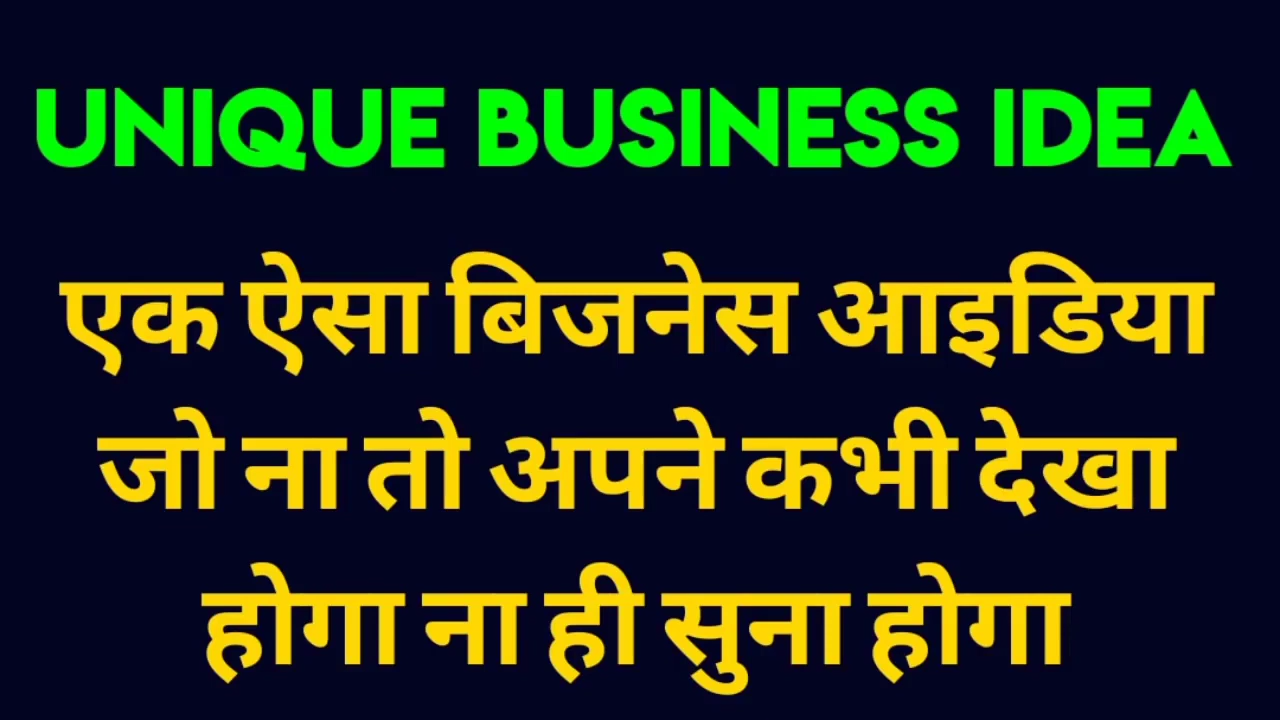 UNIQUE BUSINESS IDEA
एक ऐसा बिजनेस आइडिया
जो ना तो अपने कभी देखा
होगा ना ही सुना होगा